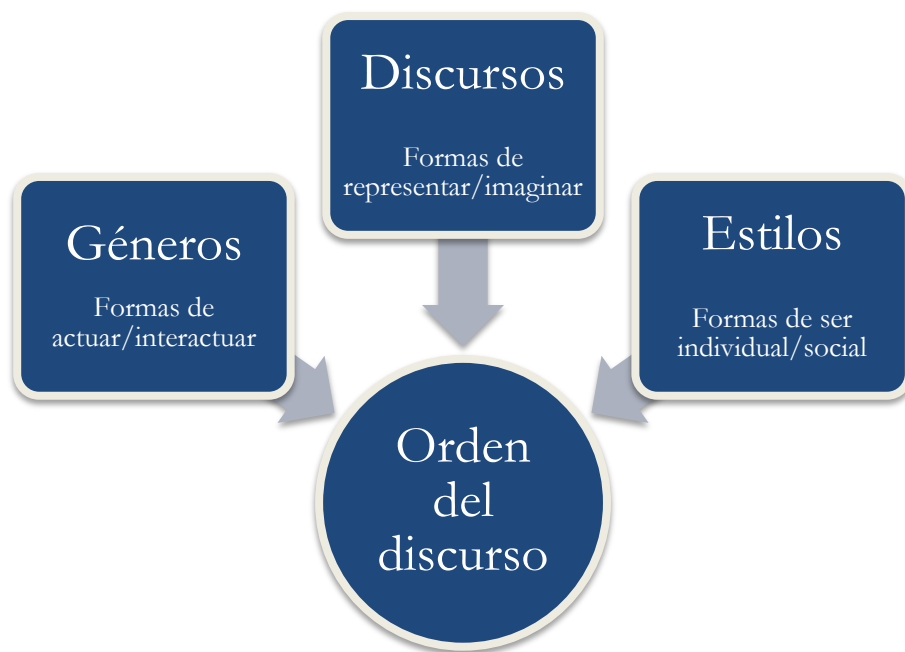 Discursos
Formas de
representar/imaginar
Géneros
Formas de
actuar/interactuar
Estilos
Formas de ser
individual/social
Orden
del
discurso